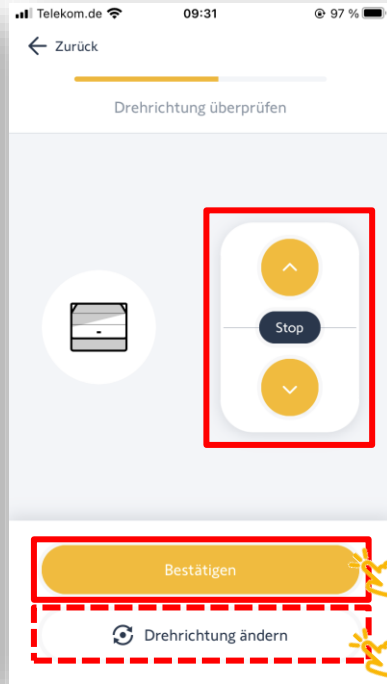 Telekom.de 09:31 97 %
Zurück
Drehrichtung überprüfen
Stop
Bestätigen
Drehrichtung ändern